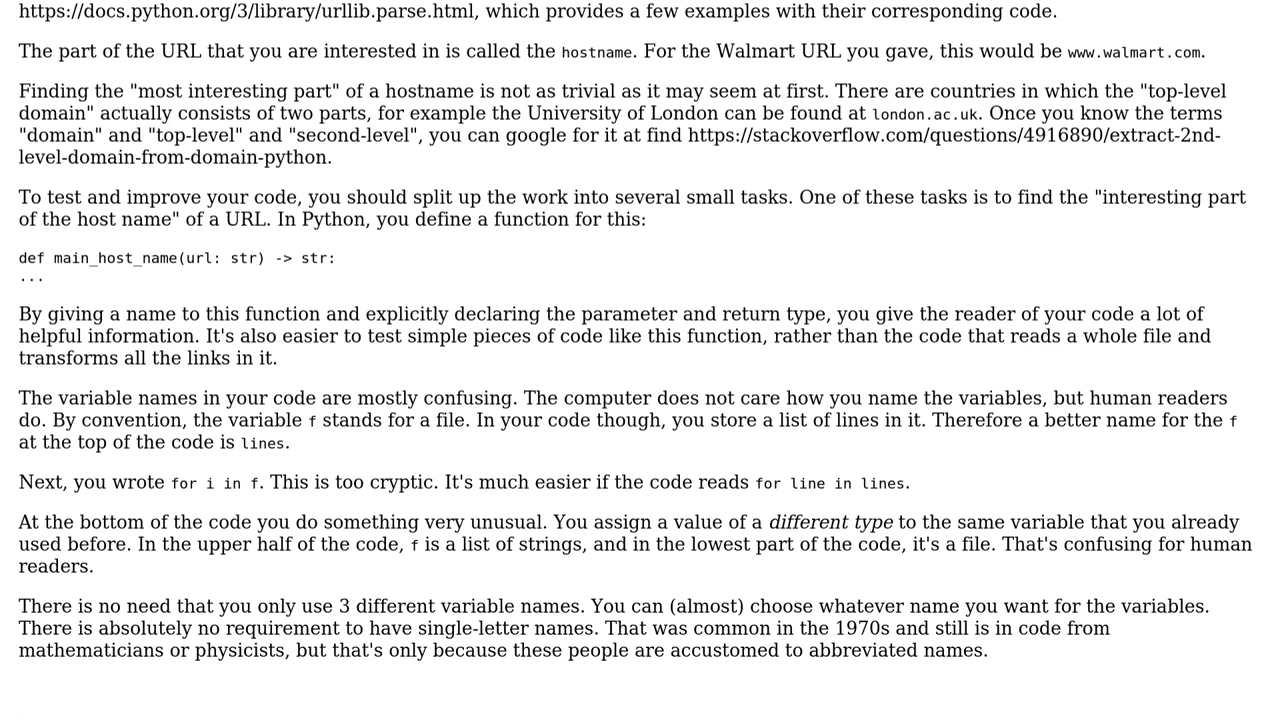 https://docs.python.org/3/library/urllib.parse.html, which provides a few examples with their corresponding code.
The part of the URL that you are interested in is called the hostname. For the Walmart URL you gave, this would be www.walmart.com.
Finding the "most interesting part" of a hostname is not as trivial as it may seem at first. There are countries in which the "top-level
domain" actually consists of two parts, for example the University of London can be found at london.ac.uk. Once you know the terms
"domain" and "top-level" and "second-level", you can google for it at find https://stackoverflow.com/questions/4916890/extract-2nd-
level-domain-from-domain-python.
To test and improve your code, you should split up the work into several small tasks. One of these tasks is to find the "interesting part
of the host name" of a URL. In Python, you define a function for this:
def main_host_name(url: str) -> str:
...
By giving a name to this function and explicitly declaring the parameter and return type, you give the reader of your code a lot of
helpful information. It's also easier to test simple pieces of code like this function, rather than the code that reads a whole file and
transforms all the links in it.
The variable names in your code are mostly confusing. The computer does not care how you name the variables, but human readers
do. By convention, the variable f stands for a file. In your code though, you store a list of lines in it. Therefore a better name for the f
at the top of the code is lines.
Next, you wrote for i in f. This is too cryptic. It's much easier if the code reads for line in lines.
At the bottom of the code you do something very unusual. You assign a value of a different type to the same variable that you already
used before. In the upper half of the code, f is a list of strings, and in the lowest part of the code, it's a file. That's confusing for human
readers.
There is no need that you only use 3 different variable names. You can (almost) choose whatever name you want for the variables.
There is absolutely no requirement to have single-letter names. That was common in the 1970s and still is in code from
mathematicians or physicists, but that's only because these people are accustomed to abbreviated names.